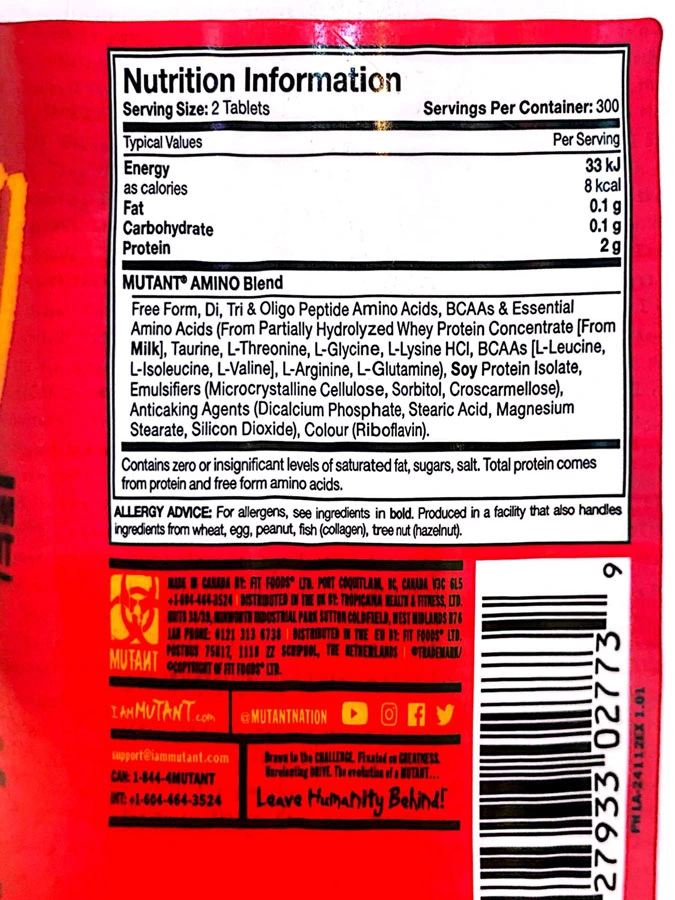 Nutrition Information
Serving Size: 2 Tablets Servings Per Container: 300
Typical Values Per Serving
Energy 33 kJ
as calories 8 kcal
Fat 0.1 g
Carbohydrate 0.1 g
Protein 2 g
MUTANT® AMINO Blend
Free Form, Di, Tri & Oligo Peptide Amino Acids, BCAAs & Essential
Amino Acids (From Partially Hydrolyzed Whey Protein Concentrate [From
Milk], Taurine, L-Threonine, L-Glycine, L-Lysine HCl, BCAAs [L-Leucine,
L-Isoleucine, L-Valine], L-Arginine, L-Glutamine), Soy Protein Isolate,
Emulsifiers (Microcrystalline Cellulose, Sorbitol, Croscarmellose),
Anticaking Agents (Dicalcium Phosphate, Stearic Acid, Magnesium
Stearate, Silicon Dioxide), Colour (Riboflavin).
Contains zero or insignificant levels of saturated fat, sugars, salt. Total protein comes
from protein and free form amino acids.
ALLERGY ADVICE: For allergens, see ingredients in bold. Produced in a facility that also handles
ingredients from wheat, egg, peanut, fish (collagen), tree nut (hazelnut).
MADE IN CANADA BY: FIT FOODS® LTD. PORT COQUITLAM, BC, CANADA V3C 6L5
+1-604-464-3524 | DISTRIBUTED IN THE UK BY: TROPICANA HEALTH & FITNESS, LTD.
UNITS 38/39, MINWORTH INDUSTRIAL PARK SUTTON COLDFIELD, WEST MIDLANDS B76
PHONE: 0121 313 6738 | DISTRIBUTED IN THE EU BY: FIT FOODS® LTD.
POSTBUS 75017, 1118 ZZ SCHIPHOL, THE NETHERLANDS | ®TRADEMARK/
©COPYRIGHT OF FIT FOODS® LTD.
MUTANT
IAMMUTANT.com
@MUTANTNATION
support@iammutant.com
CAN: 1-844-4MUTANT
INT: +1-604-464-3524
Drawn to the CHALLENGE. Fixated on GREATNESS.
Unrelenting DRIVE. The evolution of a MUTANT...
Leave Humanity Behind!
27933 02773 9
PN LA-24112EX 1.01